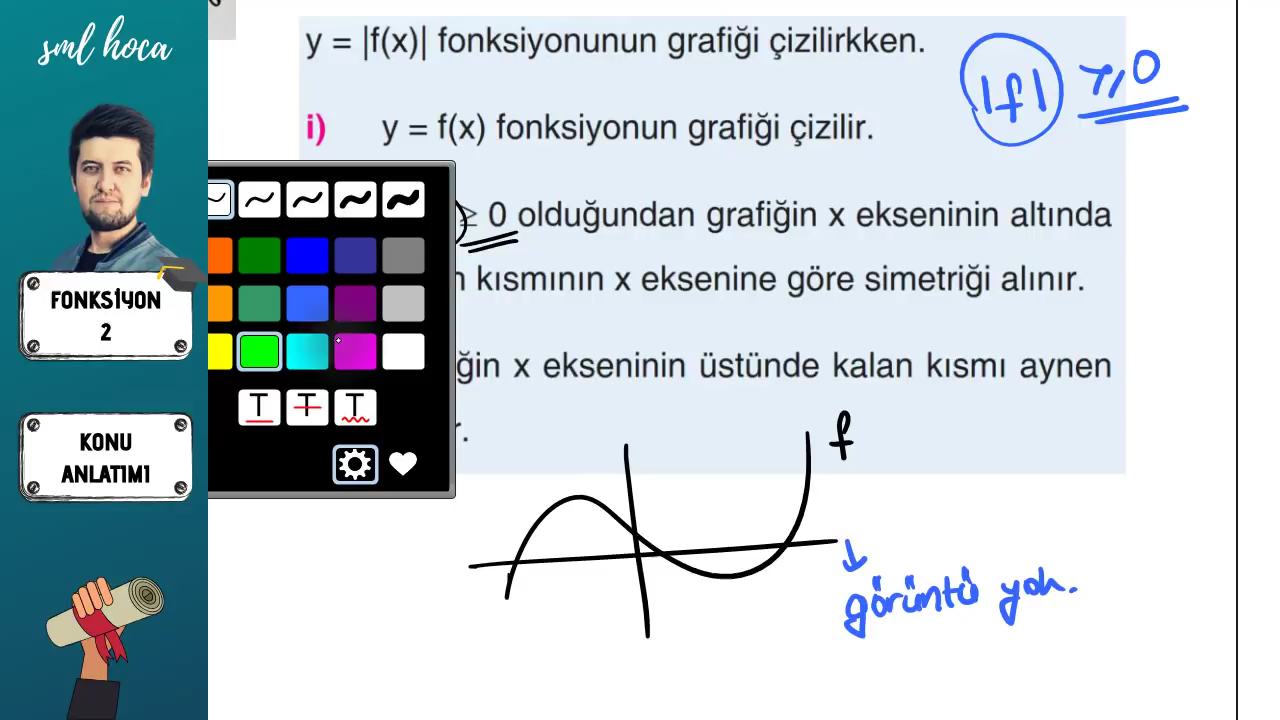 sml hoca
FONKSİYON
2
KONU
ANLATIMI
y = |f(x)| fonksiyonunun grafiği çizilirkken.
|f| ≥ 0
i) y = f(x) fonksiyonun grafiği çizilir.
≥ 0 olduğundan grafiğin x ekseninin altında
kısmının x eksenine göre simetriği alınır.
x ekseninin üstünde kalan kısmı aynen
T T T
f
görüntü yok.